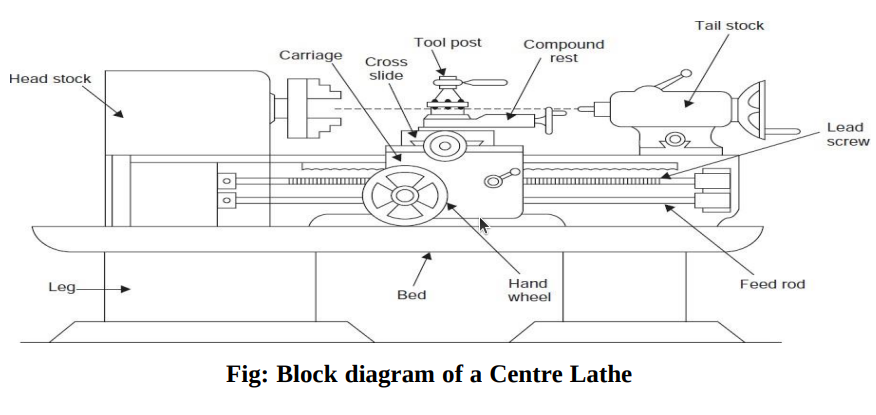 Tail stock
Tool post
Compound
rest
Carriage
Cross
slide
Head stock
Lead
screw
Leg
Bed
Hand
wheel
Feed rod
Fig: Block diagram of a Centre Lathe